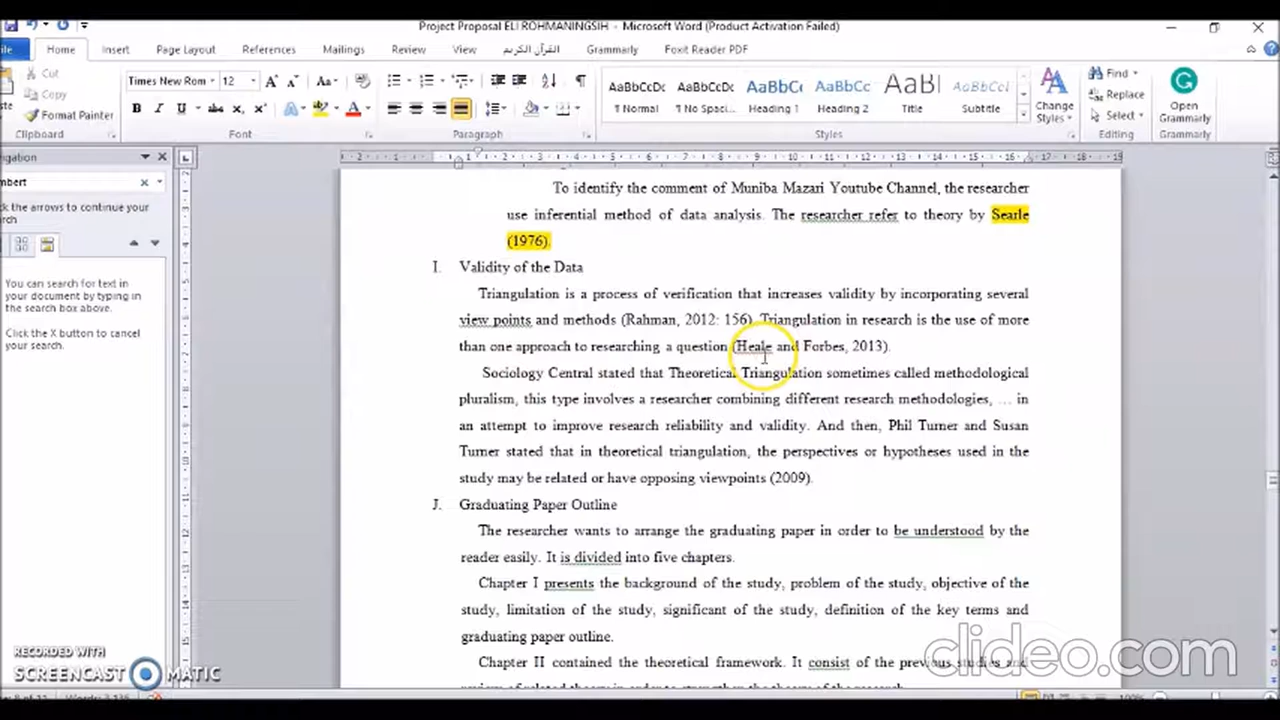 Project Proposal ELI ROHMANINGSIH - Microsoft Word (Product Activation Failed)
Home Insert Page Layout References Mailings Review View القرآن الكريم Grammarly Foxit Reader PDF
Cut
Copy
Format Painter
Clipboard
Times New Rom 12
B I U abc x₂ x² A
Font
Paragraph
AaBbCcDc AaBbCcDc AaBbC AaBbCc AaBI AaBbCcI
¶ Normal ¶ No Spaci... Heading 1 Heading 2 Title Subtitle
Change Styles
Styles
Find
Replace
Select
Editing
Open Grammarly
Grammarly
You can search for text in
your document by typing in
the search box above.
Click the X button to cancel
your search.
To identify the comment of Muniba Mazari Youtube Channel, the researcher
use inferential method of data analysis. The researcher refer to theory by Searle
(1976).
I. Validity of the Data
Triangulation is a process of verification that increases validity by incorporating several
view points and methods (Rahman, 2012: 156). Triangulation in research is the use of more
than one approach to researching a question (Heale and Forbes, 2013).
Sociology Central stated that Theoretical Triangulation sometimes called methodological
pluralism, this type involves a researcher combining different research methodologies, … in
an attempt to improve research reliability and validity. And then, Phil Turner and Susan
Turner stated that in theoretical triangulation, the perspectives or hypotheses used in the
study may be related or have opposing viewpoints (2009).
J. Graduating Paper Outline
The researcher wants to arrange the graduating paper in order to be understood by the
reader easily. It is divided into five chapters.
Chapter I presents the background of the study, problem of the study, objective of the
study, limitation of the study, significant of the study, definition of the key terms and
graduating paper outline.
Chapter II contained the theoretical framework. It consist of the previous studies and
RECORDED WITH
SCREENCAST MATIC
clideo.com